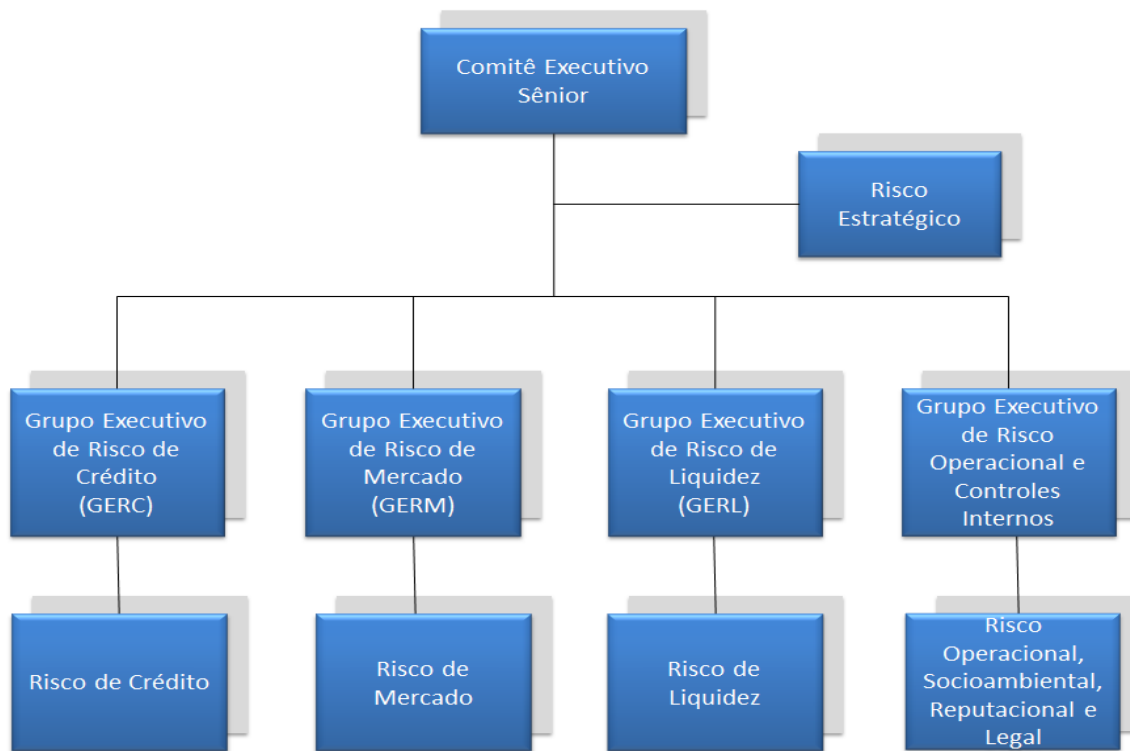 Comitê Executivo
Sênior
Risco
Estratégico
Grupo Executivo
de Risco de
Crédito
(GERC)
Grupo Executivo
de Risco de
Mercado
(GERM)
Grupo Executivo
de Risco de
Liquidez
(GERL)
Grupo Executivo
de Risco
Operacional e
Controles
Internos
Risco de Crédito
Risco de
Mercado
Risco de
Liquidez
Risco
Operacional,
Socioambiental,
Reputacional e
Legal